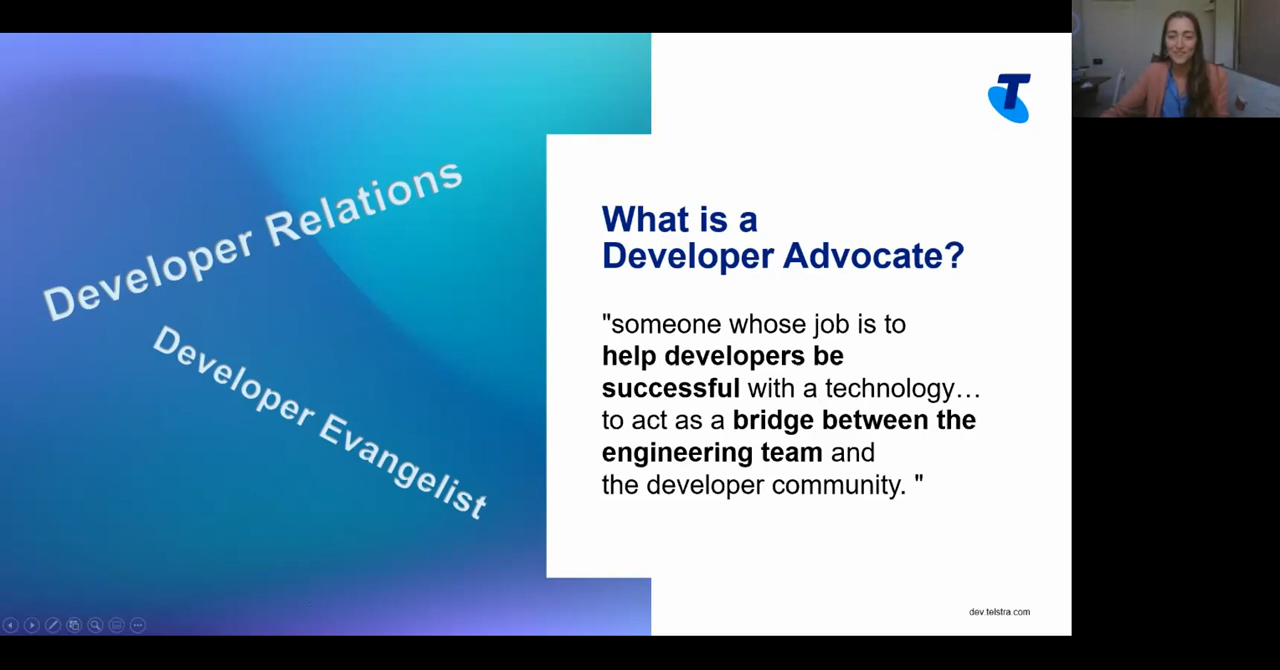 Developer Relations
Developer Evangelist
T
What is a
Developer Advocate?
"someone whose job is to
help developers be
successful with a technology…
to act as a bridge between the
engineering team and
the developer community. "
dev.telstra.com